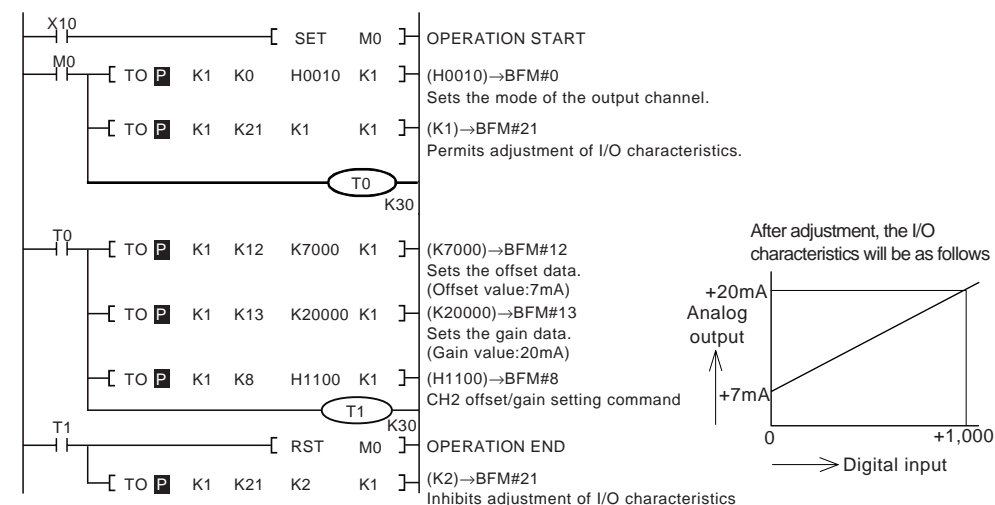 X10
SET M0 OPERATION START
M0
TO P K1 K0 H0010 K1 (H0010)→BFM#0
Sets the mode of the output channel.
TO P K1 K21 K1 K1 (K1)→BFM#21
Permits adjustment of I/O characteristics.
T0
K30
T0
TO P K1 K12 K7000 K1 (K7000)→BFM#12
Sets the offset data.
(Offset value:7mA)
TO P K1 K13 K20000 K1 (K20000)→BFM#13
Sets the gain data.
(Gain value:20mA)
TO P K1 K8 H1100 K1 (H1100)→BFM#8
CH2 offset/gain setting command
T1
K30
T1
RST M0 OPERATION END
TO P K1 K21 K2 K1 (K2)→BFM#21
Inhibits adjustment of I/O characteristics
After adjustment, the I/O
characteristics will be as follows
+20mA
Analog
output
+7mA
0 +1,000
Digital input